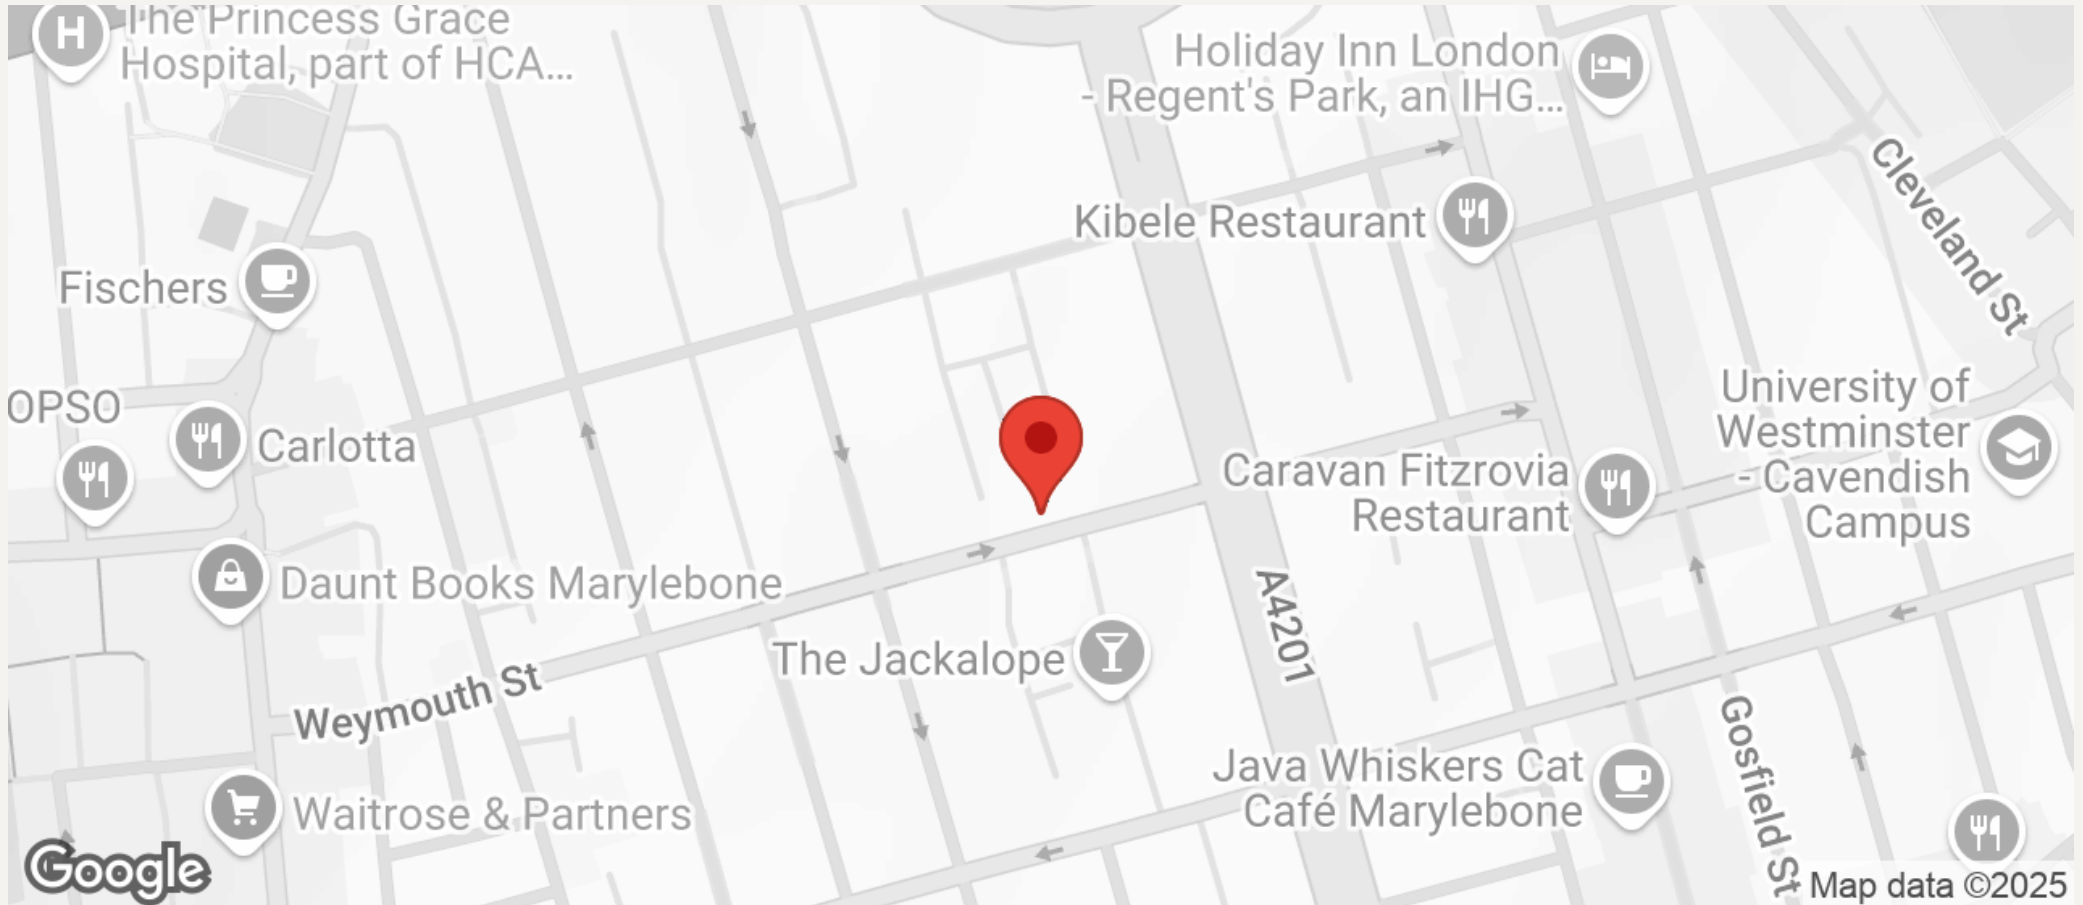 The Princess Grace
Hospital, part of HCA...
Holiday Inn London
- Regent's Park, an IHG...
Kibele Restaurant
Cleveland St
Fischers
OPSO
Carlotta
University of
Westminster
- Cavendish
Campus
Caravan Fitzrovia
Restaurant
Daunt Books Marylebone
A4201
The Jackalope
Weymouth St
Gosfield St
Java Whiskers Cat
Café Marylebone
Waitrose & Partners
Google
Map data ©2025